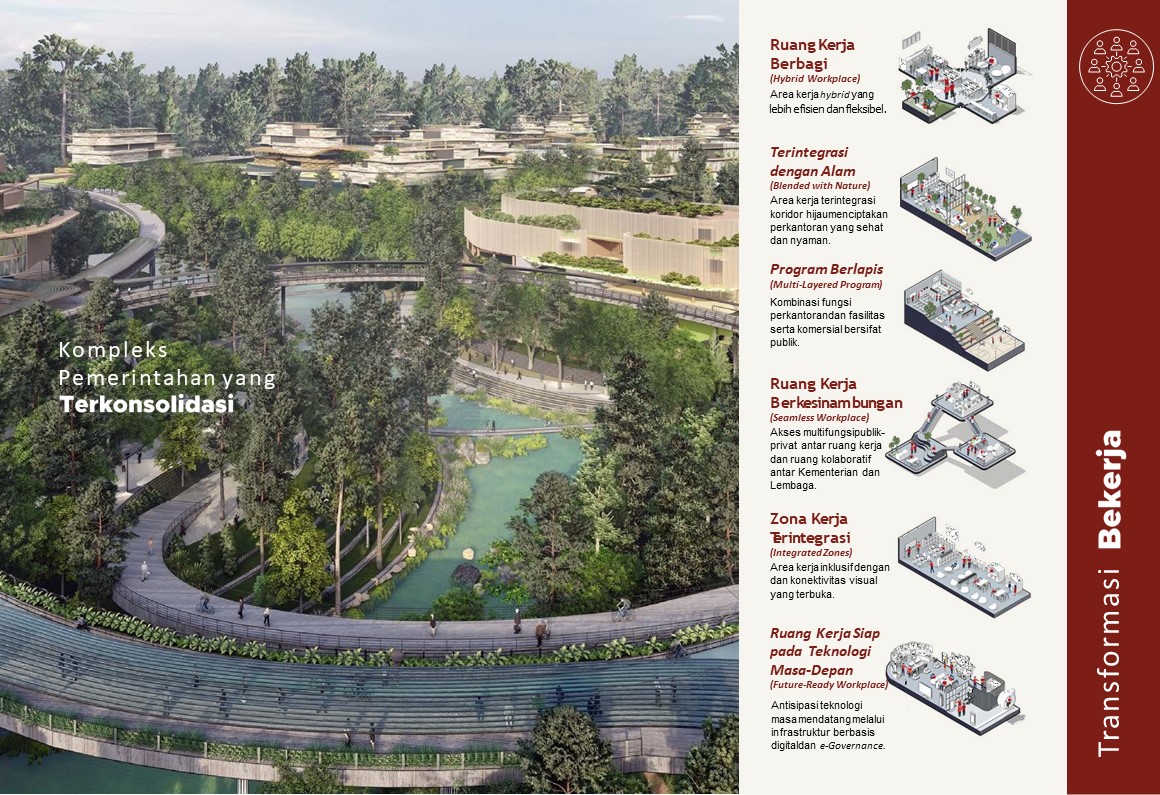 Kompleks
Pemerintahan yang
Terkonsolidasi
Ruang Kerja
Berbagi
(Hybrid Workplace)
Area kerja hybrid yang
lebih efisien dan fleksibel.
Terintegrasi
dengan Alam
(Blended with Nature)
Area kerja terintegrasi
koridor hijaumenciptakan
perkantoran yang sehat
dan nyaman.
Program Berlapis
(Multi-Layered Program)
Kombinasi fungsi
perkantorandan fasilitas
serta komersial bersifat
publik.
Ruang Kerja
Berkesinambungan
(Seamless Workplace)
Akses multifungsipublik-
privat antar ruang kerja
dan ruang kolaboratif
antar Kementerian dan
Lembaga.
Zona Kerja
Terintegrasi
(Integrated Zones)
Area kerja inklusif dengan
dan konektivitas visual
yang terbuka.
Ruang Kerja Siap
pada Teknologi
Masa-Depan
(Future-Ready Workplace)
Antisipasi teknologi
masa mendatang melalui
infrastruktur berbasis
digitaldan e-Governance.
Transformasi Bekerja